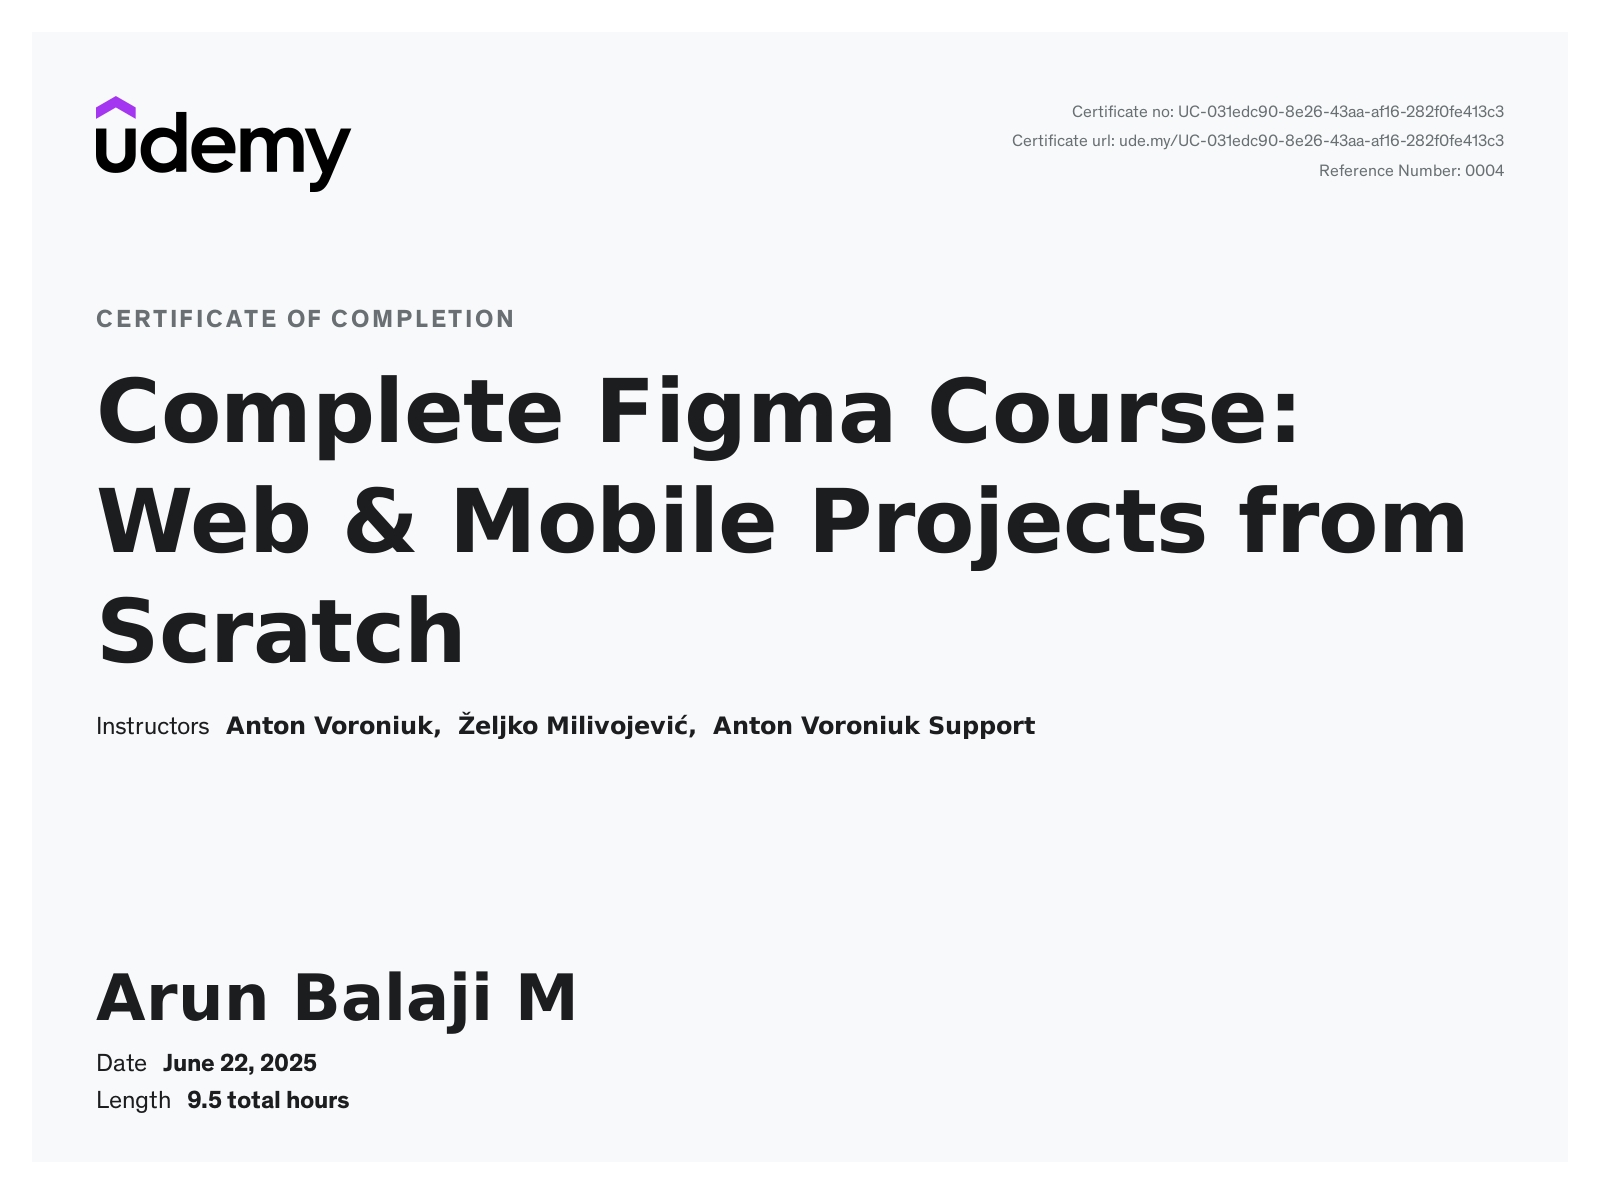 udemy
Certificate no: UC-031edc90-8e26-43aa-af16-282f0fe413c3
Certificate url: ude.my/UC-031edc90-8e26-43aa-af16-282f0fe413c3
Reference Number: 0004
CERTIFICATE OF COMPLETION
Complete Figma Course:
Web & Mobile Projects from
Scratch
Instructors Anton Voroniuk, Željko Milivojević, Anton Voroniuk Support
Arun Balaji M
Date June 22, 2025
Length 9.5 total hours